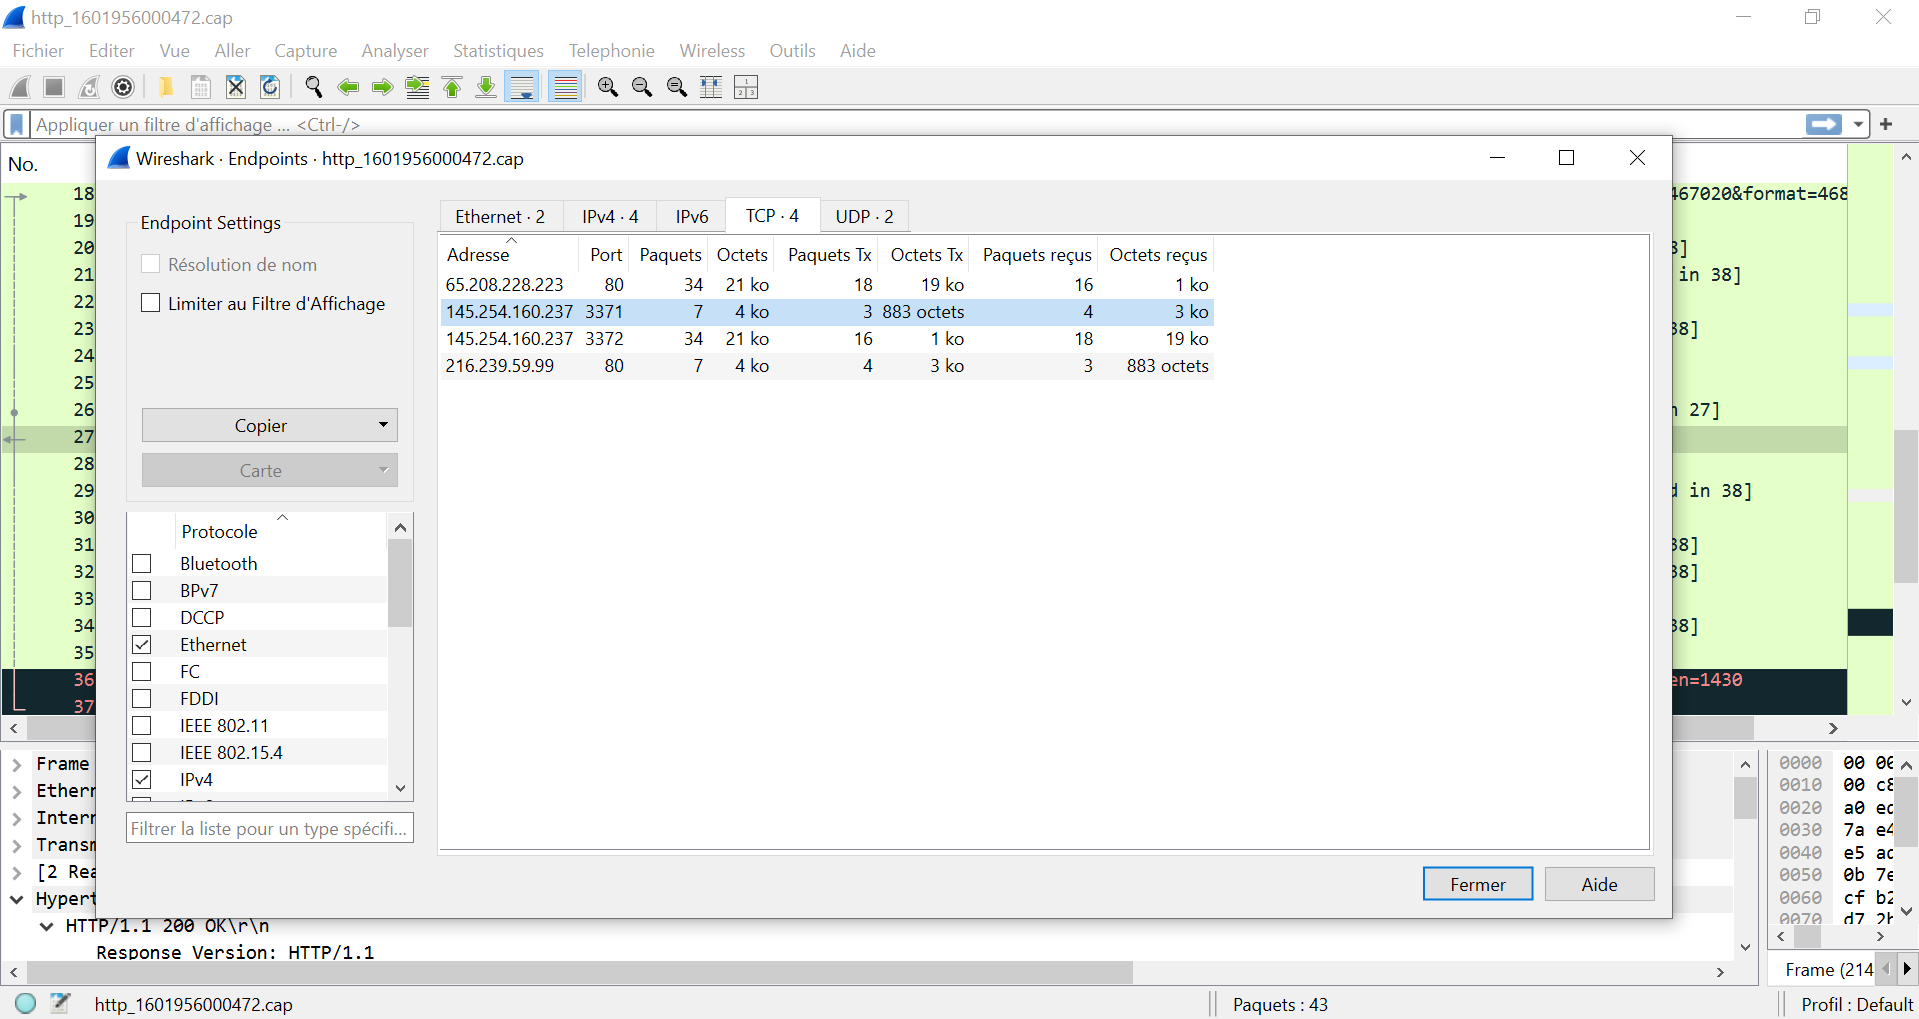 http_1601956000472.cap
Fichier Editer Vue Aller Capture Analyser Statistiques Telephonie Wireless Outils Aide
Appliquer un filtre d'affichage ... <Ctrl-/>
No.
Wireshark · Endpoints · http_1601956000472.cap
Endpoint Settings
Résolution de nom
Limiter au Filtre d'Affichage
Copier
Carte
Protocole
Bluetooth
BPv7
DCCP
Ethernet
FC
FDDI
IEEE 802.11
IEEE 802.15.4
IPv4
Filtrer la liste pour un type spécifi...
Ethernet · 2 IPv4 · 4 IPv6 TCP · 4 UDP · 2
Adresse Port Paquets Octets Paquets Tx Octets Tx Paquets reçus Octets reçus
65.208.228.223 80 34 21 ko 18 19 ko 16 1 ko
145.254.160.237 3371 7 4 ko 3 883 octets 4 3 ko
145.254.160.237 3372 34 21 ko 16 1 ko 18 19 ko
216.239.59.99 80 7 4 ko 4 3 ko 3 883 octets
Fermer Aide
18 467020&format=468
19
20 8]
21 in 38]
22
23 38]
24
25
26 n 27]
27
28
29 d in 38]
30
31 38]
32 38]
33
34 38]
35
36 en=1430
37
Frame
Ethern
Intern
Transm
[2 Rea
Hypert
HTTP/1.1 200 OK\r\n
Response Version: HTTP/1.1
0000 00 00
0010 00 c8
0020 a0 ed
0030 7a e4
0040 e5 ad
0050 0b 7e
0060 cf b2
0070 d7 2b
Frame (214
http_1601956000472.cap
Paquets : 43
Profil : Default